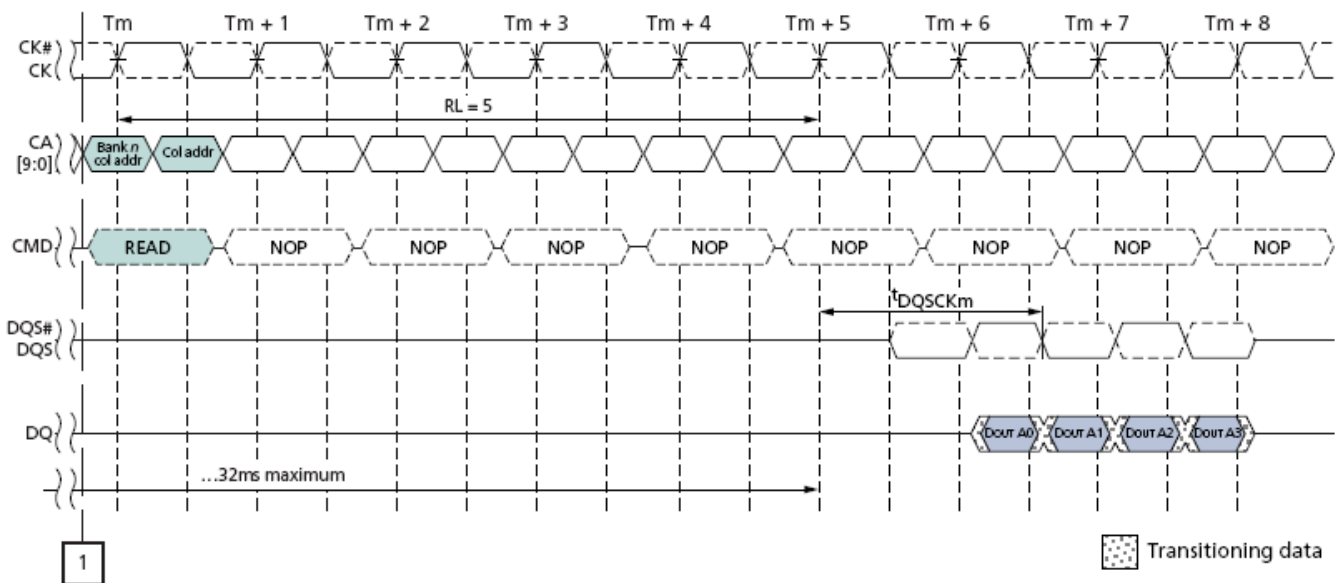 Tm Tm + 1 Tm + 2 Tm + 3 Tm + 4 Tm + 5 Tm + 6 Tm + 7 Tm + 8
CK#
CK
RL = 5
CA
[9:0]
Bank n
col addr
Col addr
CMD READ NOP NOP NOP NOP NOP NOP NOP NOP
tDQSCKm
DQS#
DQS
DQ DOUT A0 DOUT A1 DOUT A2 DOUT A3
...32ms maximum
1
Transitioning data